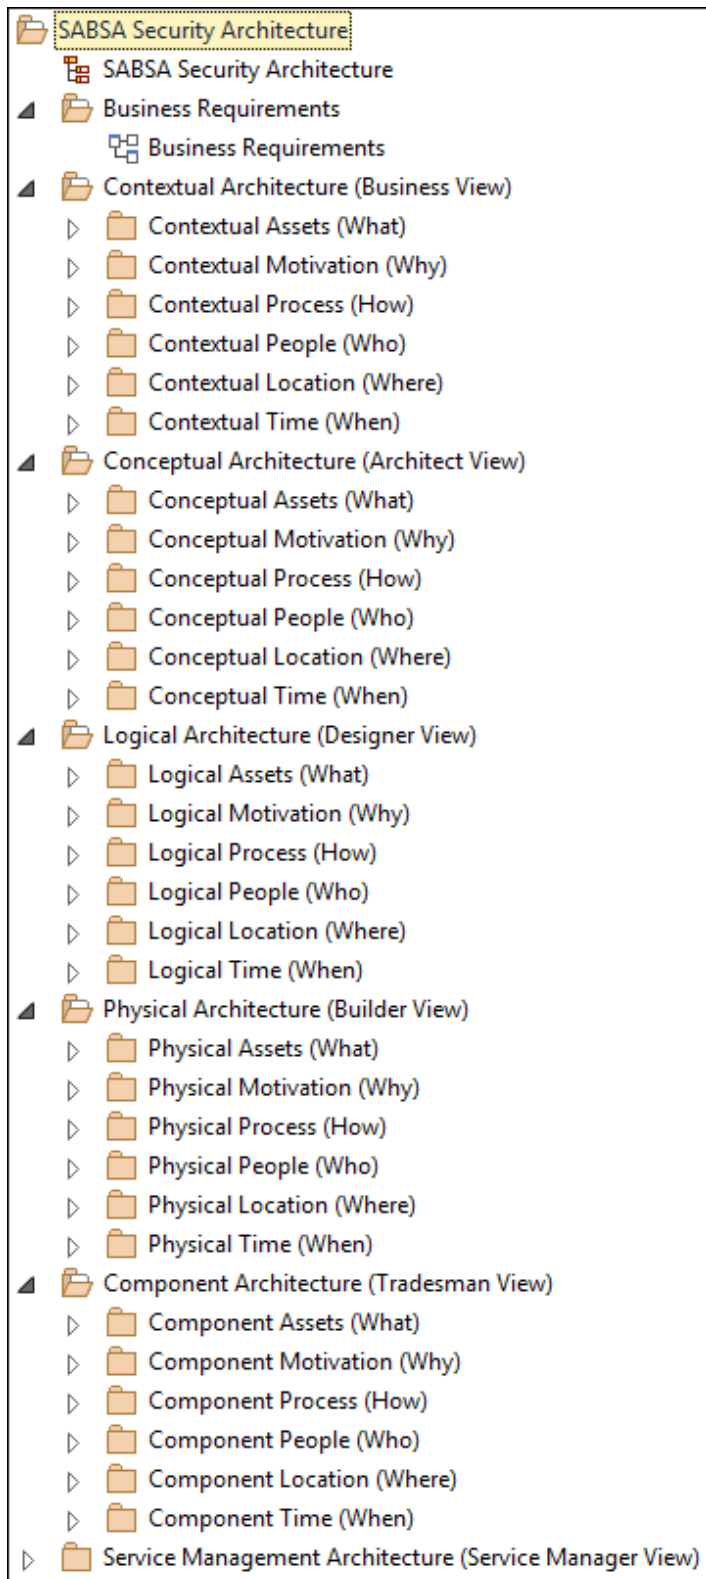 SABSA Security Architecture
SABSA Security Architecture
Business Requirements
Business Requirements
Contextual Architecture (Business View)
Contextual Assets (What)
Contextual Motivation (Why)
Contextual Process (How)
Contextual People (Who)
Contextual Location (Where)
Contextual Time (When)
Conceptual Architecture (Architect View)
Conceptual Assets (What)
Conceptual Motivation (Why)
Conceptual Process (How)
Conceptual People (Who)
Conceptual Location (Where)
Conceptual Time (When)
Logical Architecture (Designer View)
Logical Assets (What)
Logical Motivation (Why)
Logical Process (How)
Logical People (Who)
Logical Location (Where)
Logical Time (When)
Physical Architecture (Builder View)
Physical Assets (What)
Physical Motivation (Why)
Physical Process (How)
Physical People (Who)
Physical Location (Where)
Physical Time (When)
Component Architecture (Tradesman View)
Component Assets (What)
Component Motivation (Why)
Component Process (How)
Component People (Who)
Component Location (Where)
Component Time (When)
Service Management Architecture (Service Manager View)